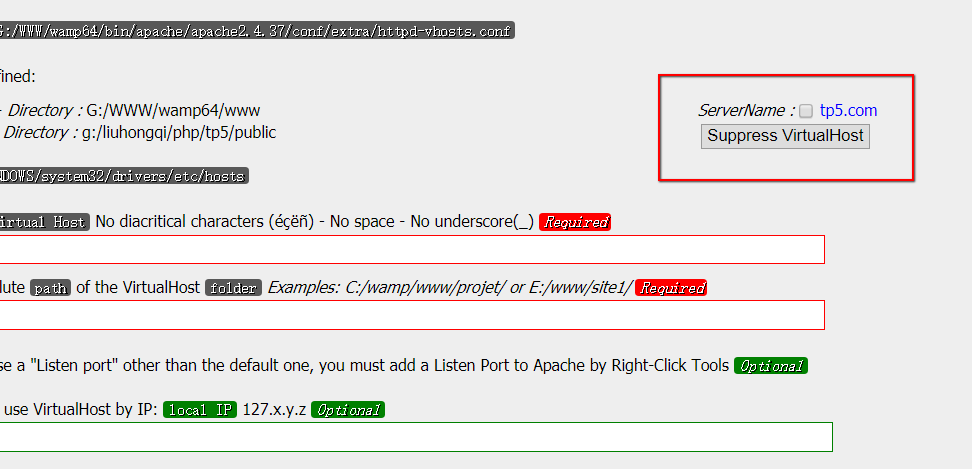 G:/WWW/wamp64/bin/apache/apache2.4.37/conf/extra/httpd-vhosts.conf
fined:
- Directory : G:/WWW/wamp64/www
Directory : g:/liuhongqi/php/tp5/public
ServerName : tp5.com
Suppress VirtualHost
NDOWS/system32/drivers/etc/hosts
irtual Host No diacritical characters (éçëñ) - No space - No underscore(_) Required
lute path of the VirtualHost folder Examples: C:/wamp/www/projet/ or E:/www/site1/ Required
se a "Listen port" other than the default one, you must add a Listen Port to Apache by Right-Click Tools Optional
use VirtualHost by IP: local IP 127.x.y.z Optional